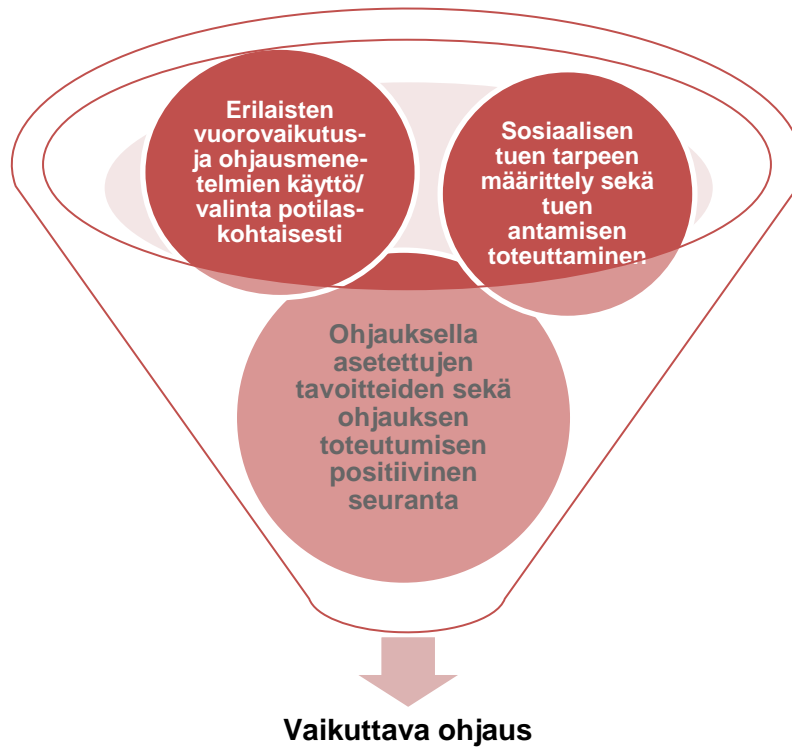 Erilaisten
vuorovaikutus-
ja ohjausmene-
telmien käyttö/
valinta potilas-
kohtaisesti
Sosiaalisen
tuen tarpeen
määrittely sekä
tuen
antamisen
toteuttaminen
Ohjauksella
asetettujen
tavoitteiden sekä
ohjauksen
toteutumisen
positiivinen
seuranta
Vaikuttava ohjaus